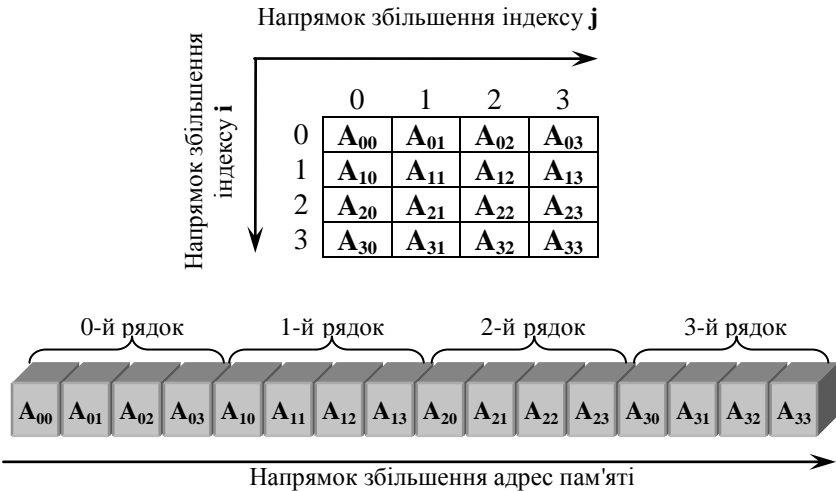 Напрямок збільшення індексу j
Напрямок збільшення
індексу i
0 1 2 3
0 A00 A01 A02 A03
1 A10 A11 A12 A13
2 A20 A21 A22 A23
3 A30 A31 A32 A33
0-й рядок 1-й рядок 2-й рядок 3-й рядок
A00 A01 A02 A03 A10 A11 A12 A13 A20 A21 A22 A23 A30 A31 A32 A33
Напрямок збільшення адрес пам'яті